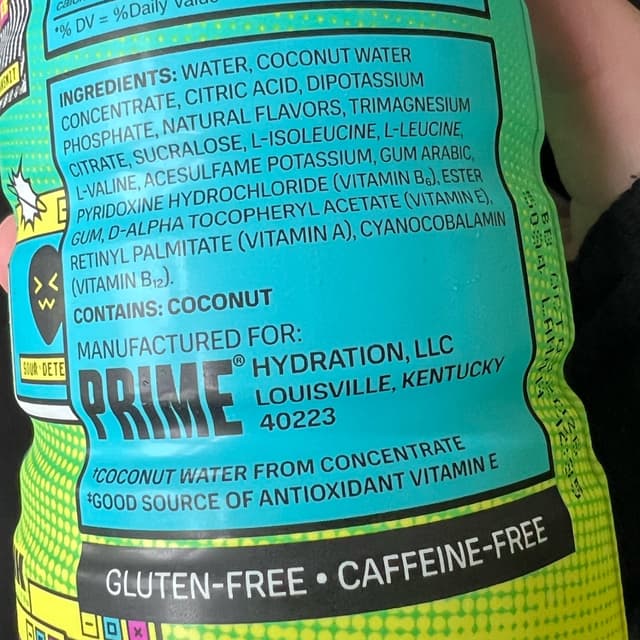 *% DV = %Daily Value
INGREDIENTS: WATER, COCONUT WATER
CONCENTRATE, CITRIC ACID, DIPOTASSIUM
PHOSPHATE, NATURAL FLAVORS, TRIMAGNESIUM
CITRATE, SUCRALOSE, L-ISOLEUCINE, L-LEUCINE,
L-VALINE, ACESULFAME POTASSIUM, GUM ARABIC,
PYRIDOXINE HYDROCHLORIDE (VITAMIN B₆), ESTER
GUM, D-ALPHA TOCOPHERYL ACETATE (VITAMIN E),
RETINYL PALMITATE (VITAMIN A), CYANOCOBALAMIN
(VITAMIN B₁₂).
CONTAINS: COCONUT
MANUFACTURED FOR:
PRIME® HYDRATION, LLC
LOUISVILLE, KENTUCKY
40223
†COCONUT WATER FROM CONCENTRATE
‡GOOD SOURCE OF ANTIOXIDANT VITAMIN E
GLUTEN-FREE • CAFFEINE-FREE
SOUR-DETE